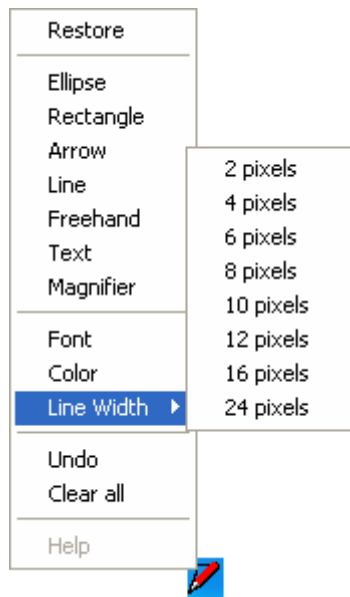 Restore
Ellipse
Rectangle
Arrow
Line
Freehand
Text
Magnifier
Font
Color
Line Width
2 pixels
4 pixels
6 pixels
8 pixels
10 pixels
12 pixels
16 pixels
24 pixels
Undo
Clear all
Help